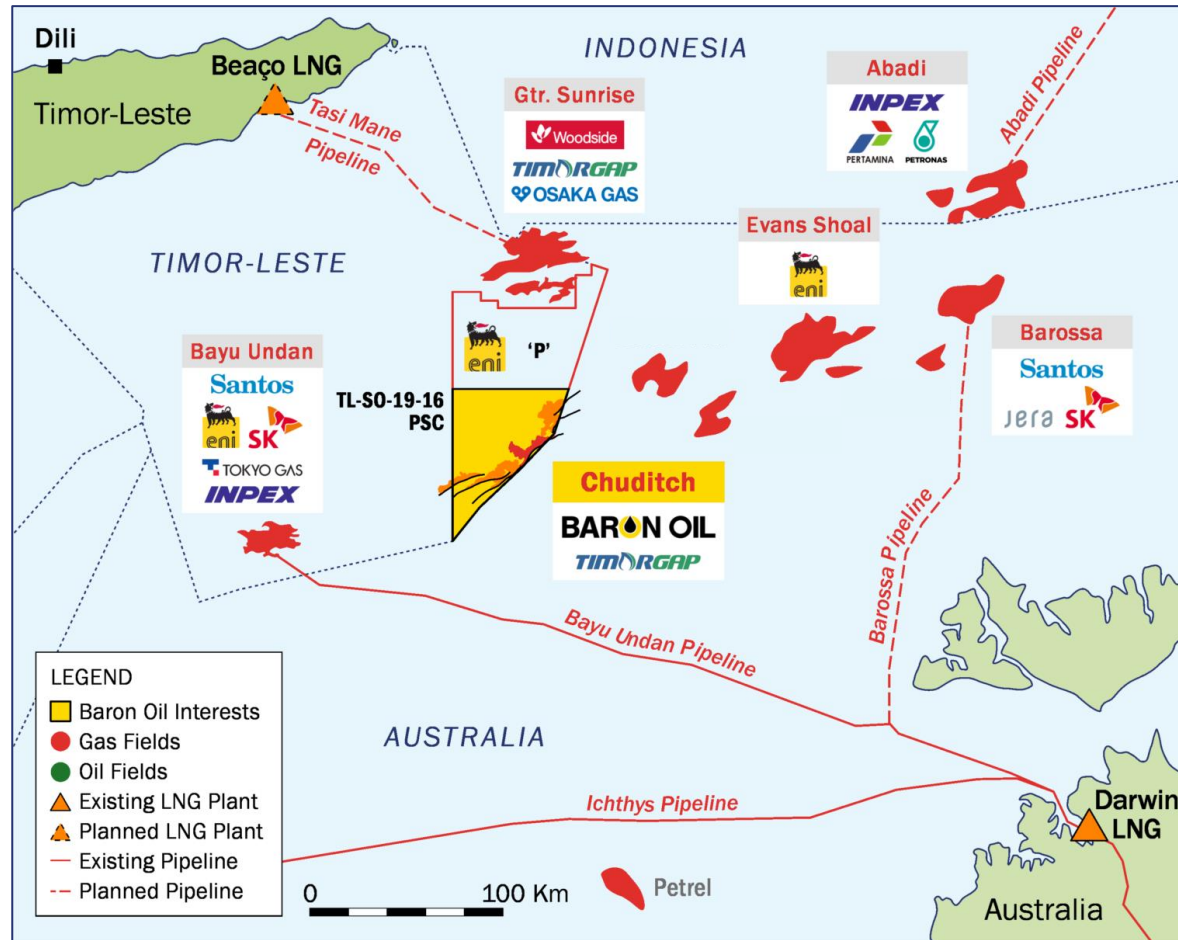 Dili
Beaço LNG
Timor-Leste
Tasi Mane
Pipeline
INDONESIA
Gtr. Sunrise
Woodside
TIMORGAP
OSAKA GAS
Abadi
INPEX
PERTAMINA
PETRONAS
Abadi Pipeline
Evans Shoal
eni
TIMOR-LESTE
Bayu Undan
Santos
eni SK
TOKYO GAS
INPEX
eni
'P'
TL-SO-19-16
PSC
Chuditch
BARON OIL
TIMORGAP
Barossa
Santos
Jera SK
Barossa Pipeline
Bayu Undan Pipeline
AUSTRALIA
Ichthys Pipeline
Darwin
LNG
Australia
Petrel
LEGEND
Baron Oil Interests
Gas Fields
Oil Fields
Existing LNG Plant
Planned LNG Plant
Existing Pipeline
Planned Pipeline
0 100 Km